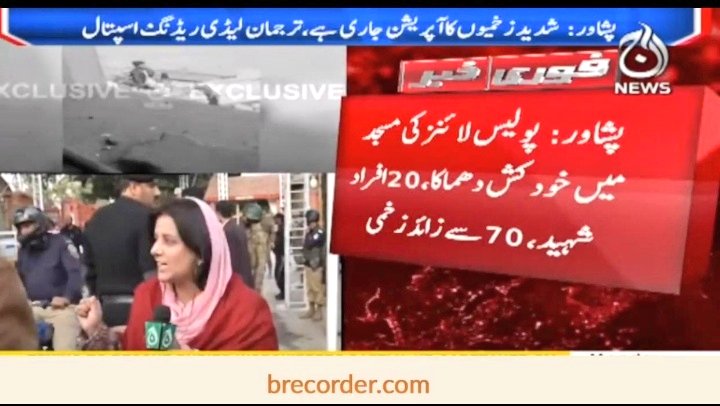 پشاور: شدید زخمیوں کا آپریشن جاری ہے، ترجمان لیڈی ریڈنگ اسپتال
NEWS
فوری خبر
EXCLUSIVE EXCLUSIVE
پشاور: پولیس لائنز کی مسجد
میں خودکش دھماکا، 20 افراد
شہید، 70 سے زائد زخمی
brecorder.com